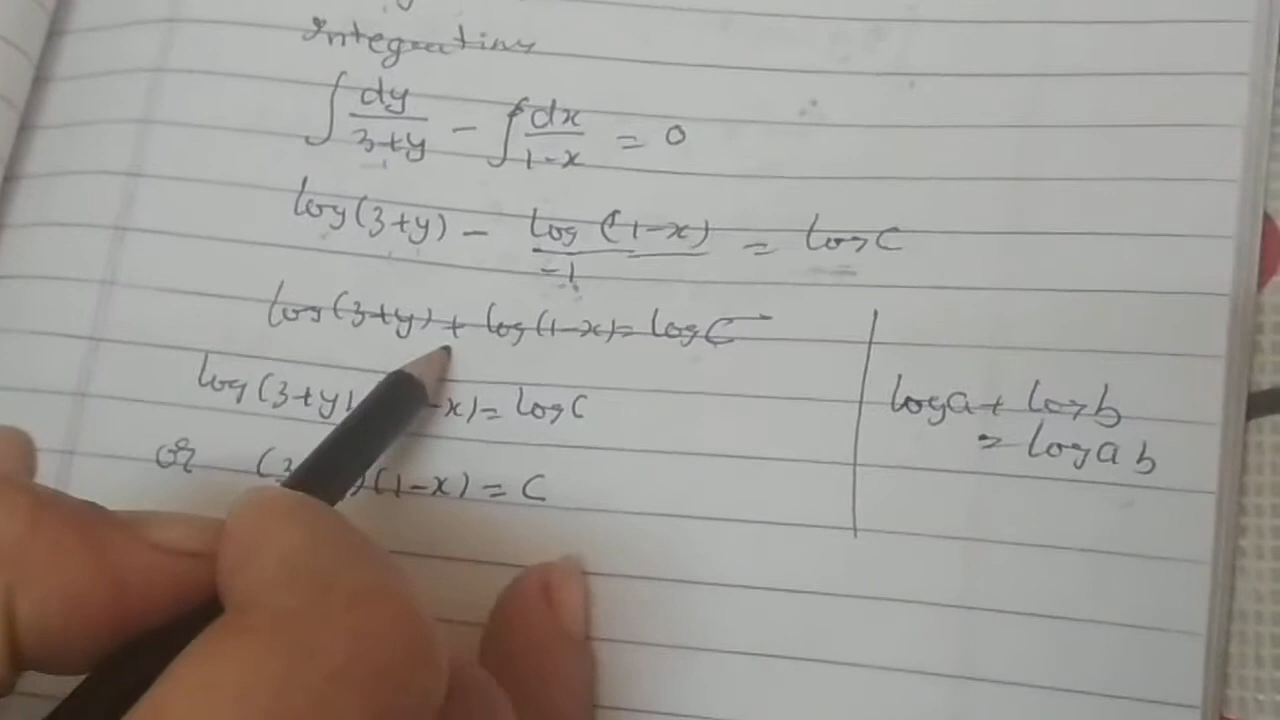 Integrating
∫ dy/3+y - ∫ dx/1-x = 0
log(3+y) - log(1-x)/-1 = log C
log(3+y) + log(1-x) = log C
log(3+y) -x) = log C
or (3 )(1-x) = C
log a + log b
= log a b